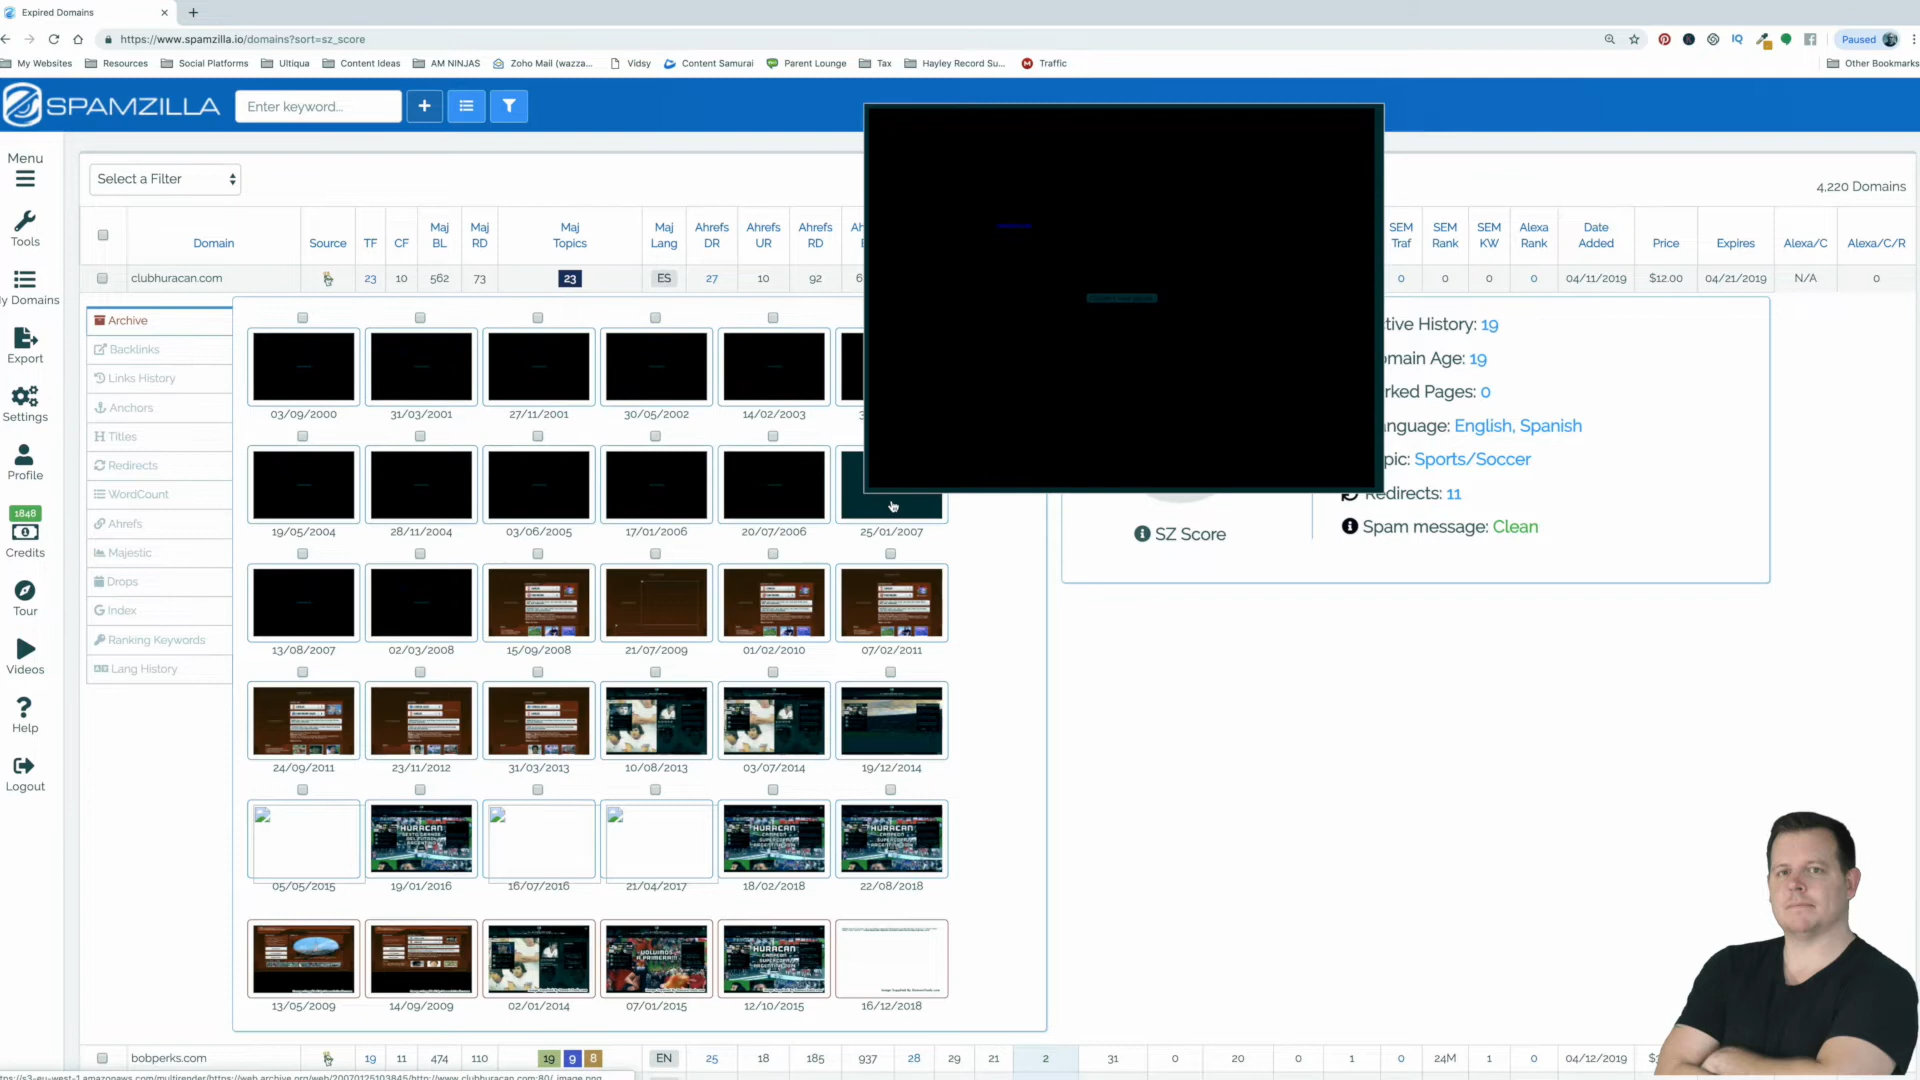 Expired Domains
https://www.spamzilla.io/domains?sort=sz_score
Paused
My Websites Resources Social Platforms Ultiqua Content Ideas AM NINJAS Zoho Mail (wazza... Vidsy Content Samurai Parent Lounge Tax Hayley Record Su... Traffic Other Bookmarks
SPAMZILLA Enter keyword... +
Menu
Tools
y Domains
Export
Settings
Profile
1848
Credits
Tour
Videos
Help
Logout
Select a Filter
4,220 Domains
Domain Source TF CF Maj BL Maj RD Maj Topics Maj Lang Ahrefs DR Ahrefs UR Ahrefs RD Ah SEM Traf SEM Rank SEM KW Alexa Rank Date Added Price Expires Alexa/C Alexa/C/R
clubhuracan.com 23 10 562 73 23 ES 27 10 92 6 0 0 0 0 04/11/2019 $12.00 04/21/2019 N/A 0
Archive
Backlinks
Links History
Anchors
Titles
Redirects
WordCount
Ahrefs
Majestic
Drops
Index
Ranking Keywords
Lang History
03/09/2000 31/03/2001 27/11/2001 30/05/2002 14/02/2003 3
19/05/2004 28/11/2004 03/06/2005 17/01/2006 20/07/2006 25/01/2007
13/08/2007 02/03/2008 15/09/2008 21/07/2009 01/02/2010 07/02/2011
24/09/2011 23/11/2012 31/03/2013 10/08/2013 03/07/2014 19/12/2014
HURACAN HURACAN HURACAN
05/05/2015 19/01/2016 16/07/2016 21/04/2017 18/02/2018 22/08/2018
VOLVIMOS A PRIMERA!!! HURACAN
13/05/2009 14/09/2009 02/01/2014 07/01/2015 12/10/2015 16/12/2018
SZ Score
tive History: 19
main Age: 19
rked Pages: 0
nguage: English, Spanish
pic: Sports/Soccer
Redirects: 11
Spam message: Clean
bobperks.com 19 11 474 110 19 9 8 EN 25 18 185 937 28 29 21 2 31 0 20 0 1 0 24M 1 0 04/12/2019